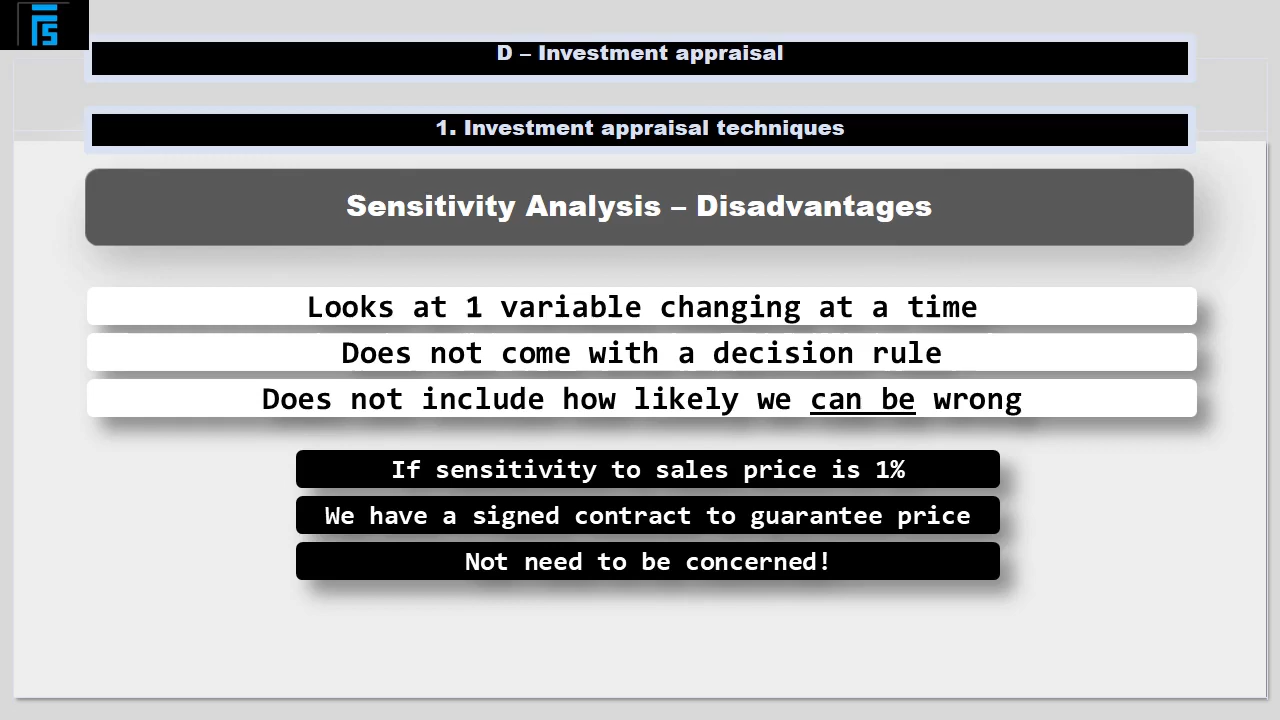 D – Investment appraisal
1. Investment appraisal techniques
Sensitivity Analysis – Disadvantages
Looks at 1 variable changing at a time
Does not come with a decision rule
Does not include how likely we can be wrong
If sensitivity to sales price is 1%
We have a signed contract to guarantee price
Not need to be concerned!